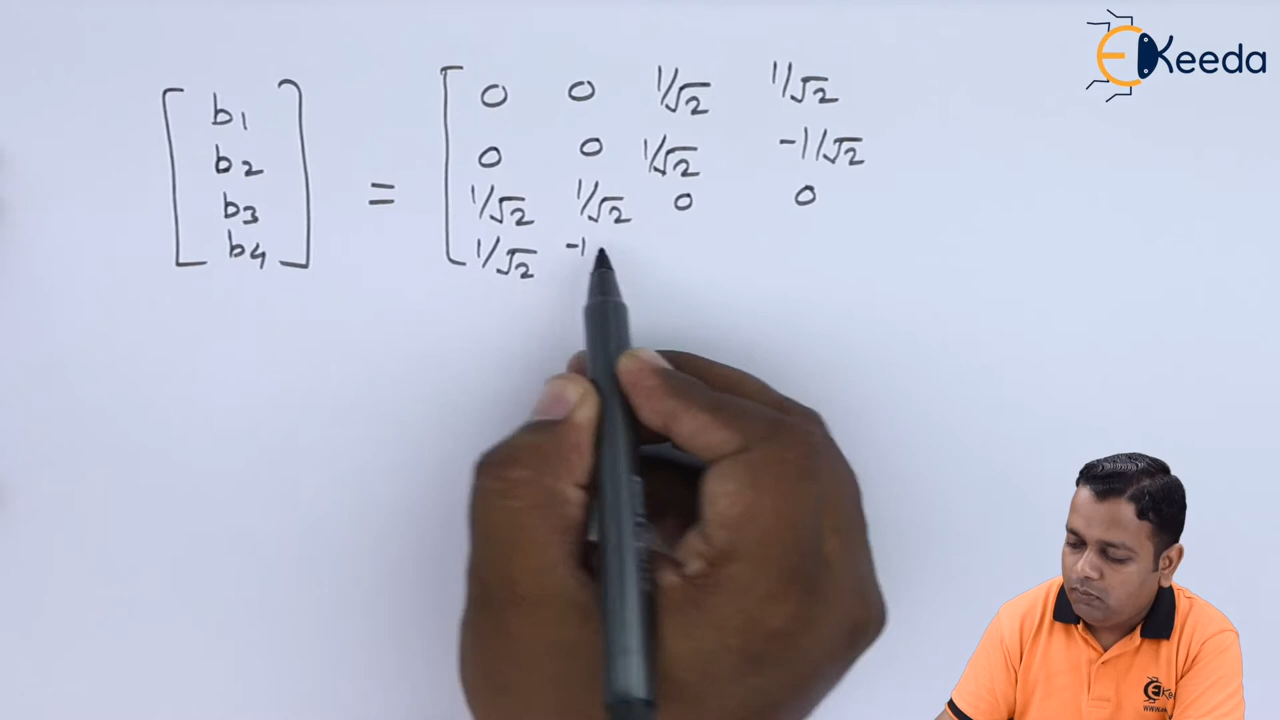 EKeeda
b1 = 0 0 1/√2 1/√2
b2 0 0 1/√2 -1/√2
b3 1/√2 1/√2 0 0
b4 1/√2 -1